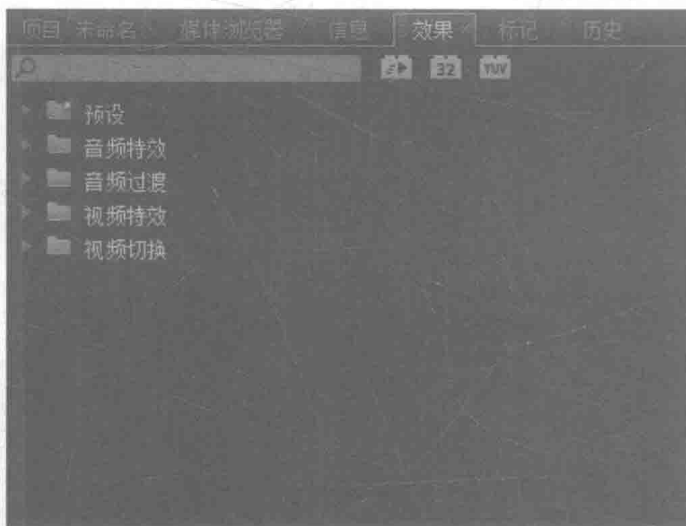 项目 未命名 媒体浏览器 信息 效果 × 标记 历史
32 YUV
预设
音频特效
音频过渡
视频特效
视频切换